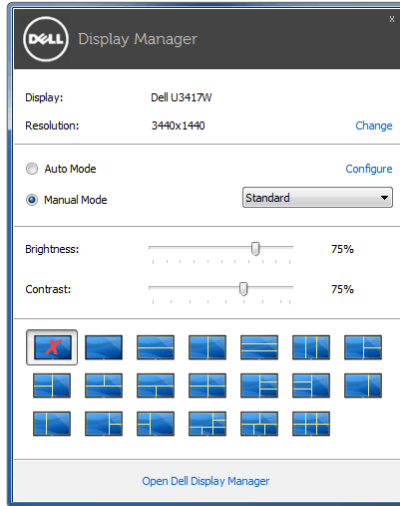 x
DELL Display Manager
Display: Dell U3417W
Resolution: 3440x1440 Change
Auto Mode Configure
Manual Mode Standard
Brightness: 75%
Contrast: 75%
X
Open Dell Display Manager